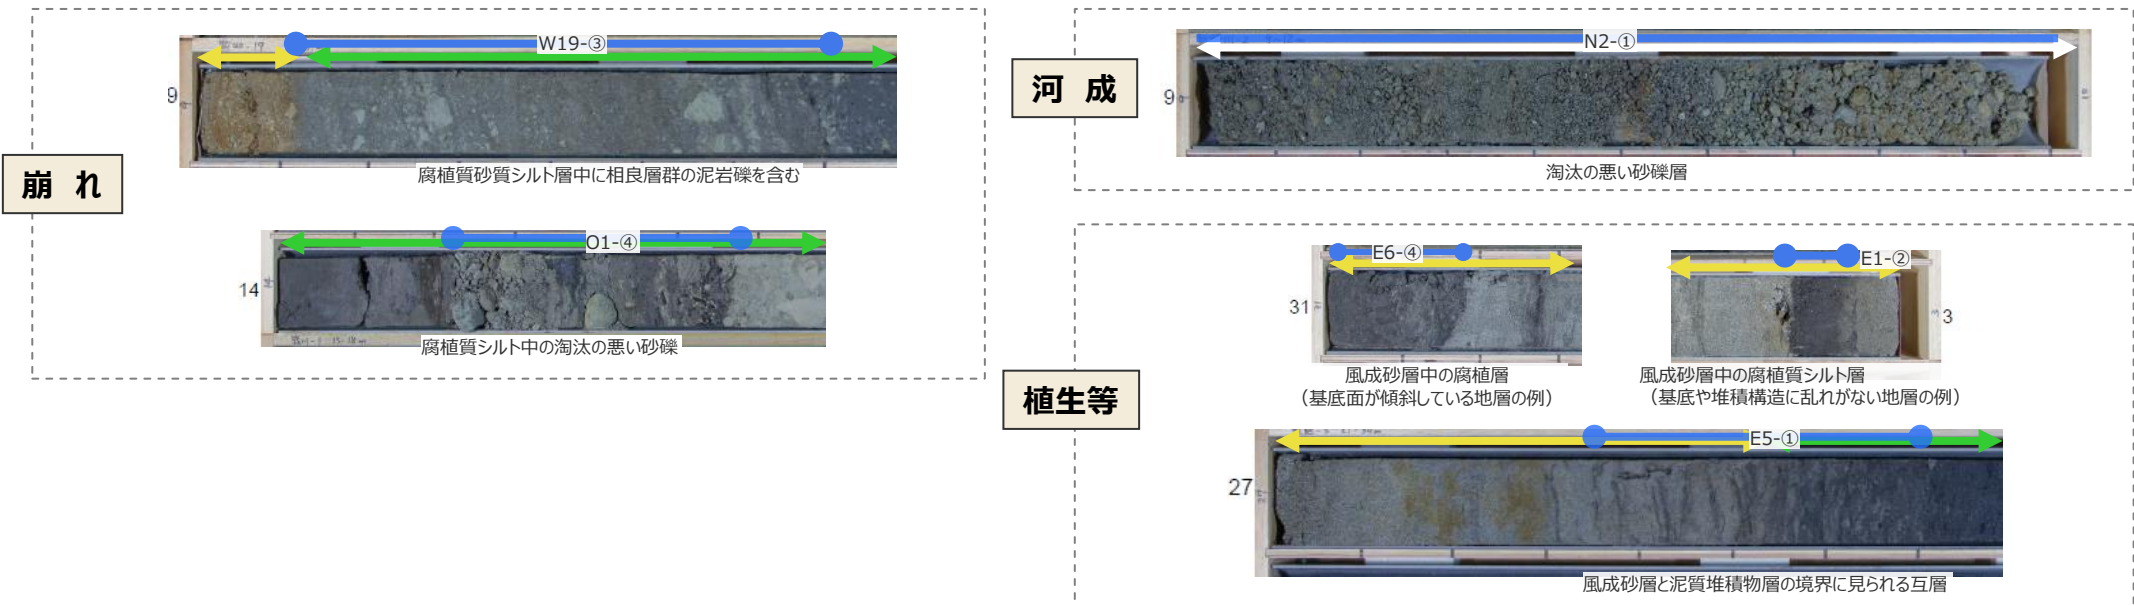 崩 れ
W19-③
9
腐植質砂質シルト層中に相良層群の泥岩礫を含む
O1-④
14
腐植質シルト中の淘汰の悪い砂礫
河 成
N2-①
9
淘汰の悪い砂礫層
植生等
E6-④
31
風成砂層中の腐植層
（基底面が傾斜している地層の例）
E1-②
3
風成砂層中の腐植質シルト層
（基底や堆積構造に乱れがない地層の例）
E5-①
27
風成砂層と泥質堆積物層の境界に見られる互層